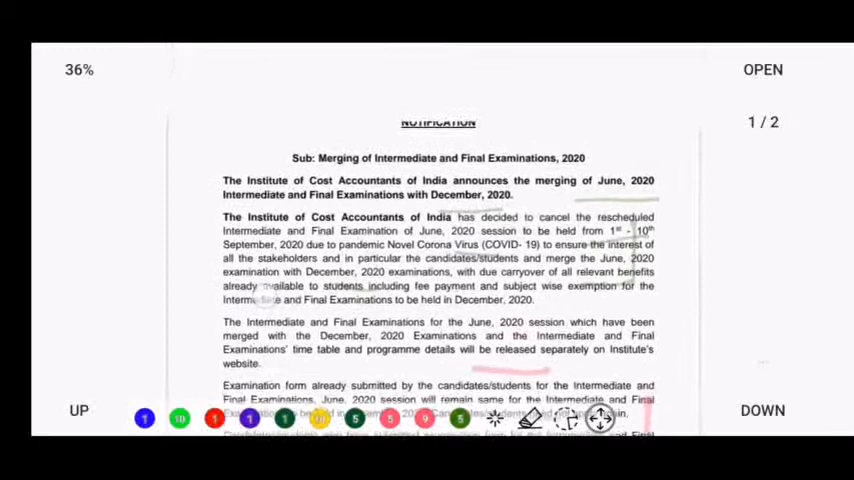 36%
OPEN
NOTIFICATION
1 / 2
Sub: Merging of Intermediate and Final Examinations, 2020
The Institute of Cost Accountants of India announces the merging of June, 2020
Intermediate and Final Examinations with December, 2020.
The Institute of Cost Accountants of India has decided to cancel the rescheduled
Intermediate and Final Examination of June, 2020 session to be held from 1st - 10th
September, 2020 due to pandemic Novel Corona Virus (COVID- 19) to ensure the interest of
all the stakeholders and in particular the candidates/students and merge the June, 2020
examination with December, 2020 examinations, with due carryover of all relevant benefits
already available to students including fee payment and subject wise exemption for the
Intermediate and Final Examinations to be held in December, 2020.
The Intermediate and Final Examinations for the June, 2020 session which have been
merged with the December, 2020 Examinations and the Intermediate and Final
Examinations' time table and programme details will be released separately on Institute's
website.
Examination form already submitted by the candidates/students for the Intermediate and
Final Examinations, June, 2020 session will remain same for the Intermediate and Final
UP
DOWN
1 10 1 1 1 5 5 9 5